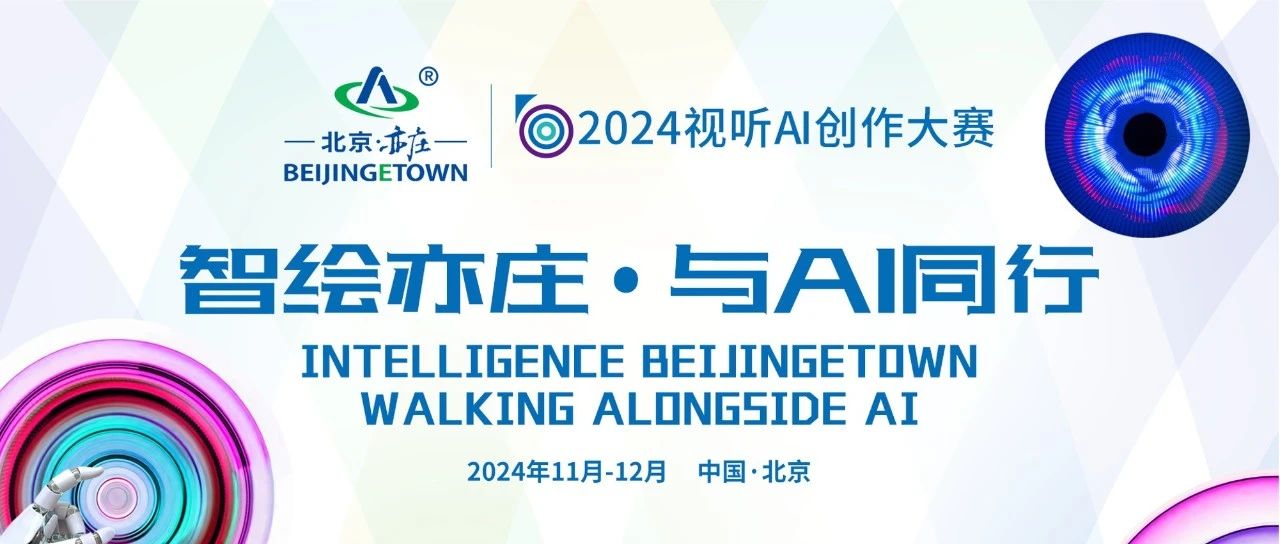 ®
北京·亦庄
BEIJINGETOWN
2024视听AI创作大赛
智绘亦庄·与AI同行
INTELLIGENCE BEIJINGETOWN
WALKING ALONGSIDE AI
2024年11月-12月 中国·北京